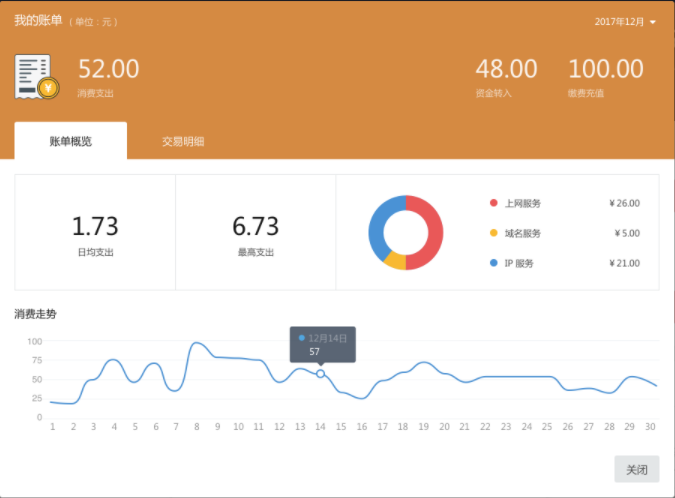 我的账单 （单位：元） 2017年12月
¥
52.00 48.00 100.00
消费支出 资金转入 缴费充值
账单概览 交易明细
1.73 6.73
日均支出 最高支出
上网服务 ¥ 26.00
域名服务 ¥ 5.00
IP 服务 ¥ 21.00
消费走势
12月14日
57
100
75
50
25
0
1 2 3 4 5 6 7 8 9 10 11 12 13 14 15 16 17 18 19 20 21 22 23 24 25 26 27 28 29 30
关闭